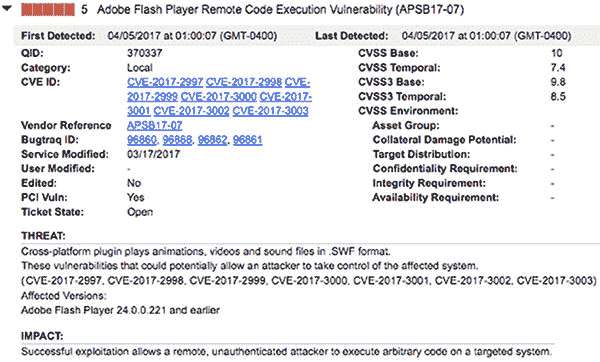 5 Adobe Flash Player Remote Code Execution Vulnerability (APSB17-07)
First Detected: 04/05/2017 at 01:00:07 (GMT-0400) Last Detected: 04/05/2017 at 01:00:07 (GMT-0400)
QID: 370337 CVSS Base: 10
Category: Local CVSS Temporal: 7.4
CVE ID: CVE-2017-2997 CVE-2017-2998 CVE- CVSS3 Base: 9.8
2017-2999 CVE-2017-3000 CVE-2017- CVSS3 Temporal: 8.5
3001 CVE-2017-3002 CVE-2017-3003 CVSS Environment:
Vendor Reference APSB17-07 Asset Group: -
Bugtraq ID: 96860, 96868, 96862, 96861 Collateral Damage Potential: -
Service Modified: 03/17/2017 Target Distribution: -
User Modified: - Confidentiality Requirement: -
Edited: No Integrity Requirement: -
PCI Vuln: Yes Availability Requirement: -
Ticket State: Open
THREAT:
Cross-platform plugin plays animations, videos and sound files in .SWF format.
These vulnerabilities that could potentially allow an attacker to take control of the affected system.
(CVE-2017-2997, CVE-2017-2998, CVE-2017-2999, CVE-2017-3000, CVE-2017-3001, CVE-2017-3002, CVE-2017-3003)
Affected Versions:
Adobe Flash Player 24.0.0.221 and earlier
IMPACT:
Successful exploitation allows a remote, unauthenticated attacker to execute arbitrary code on a targeted system.